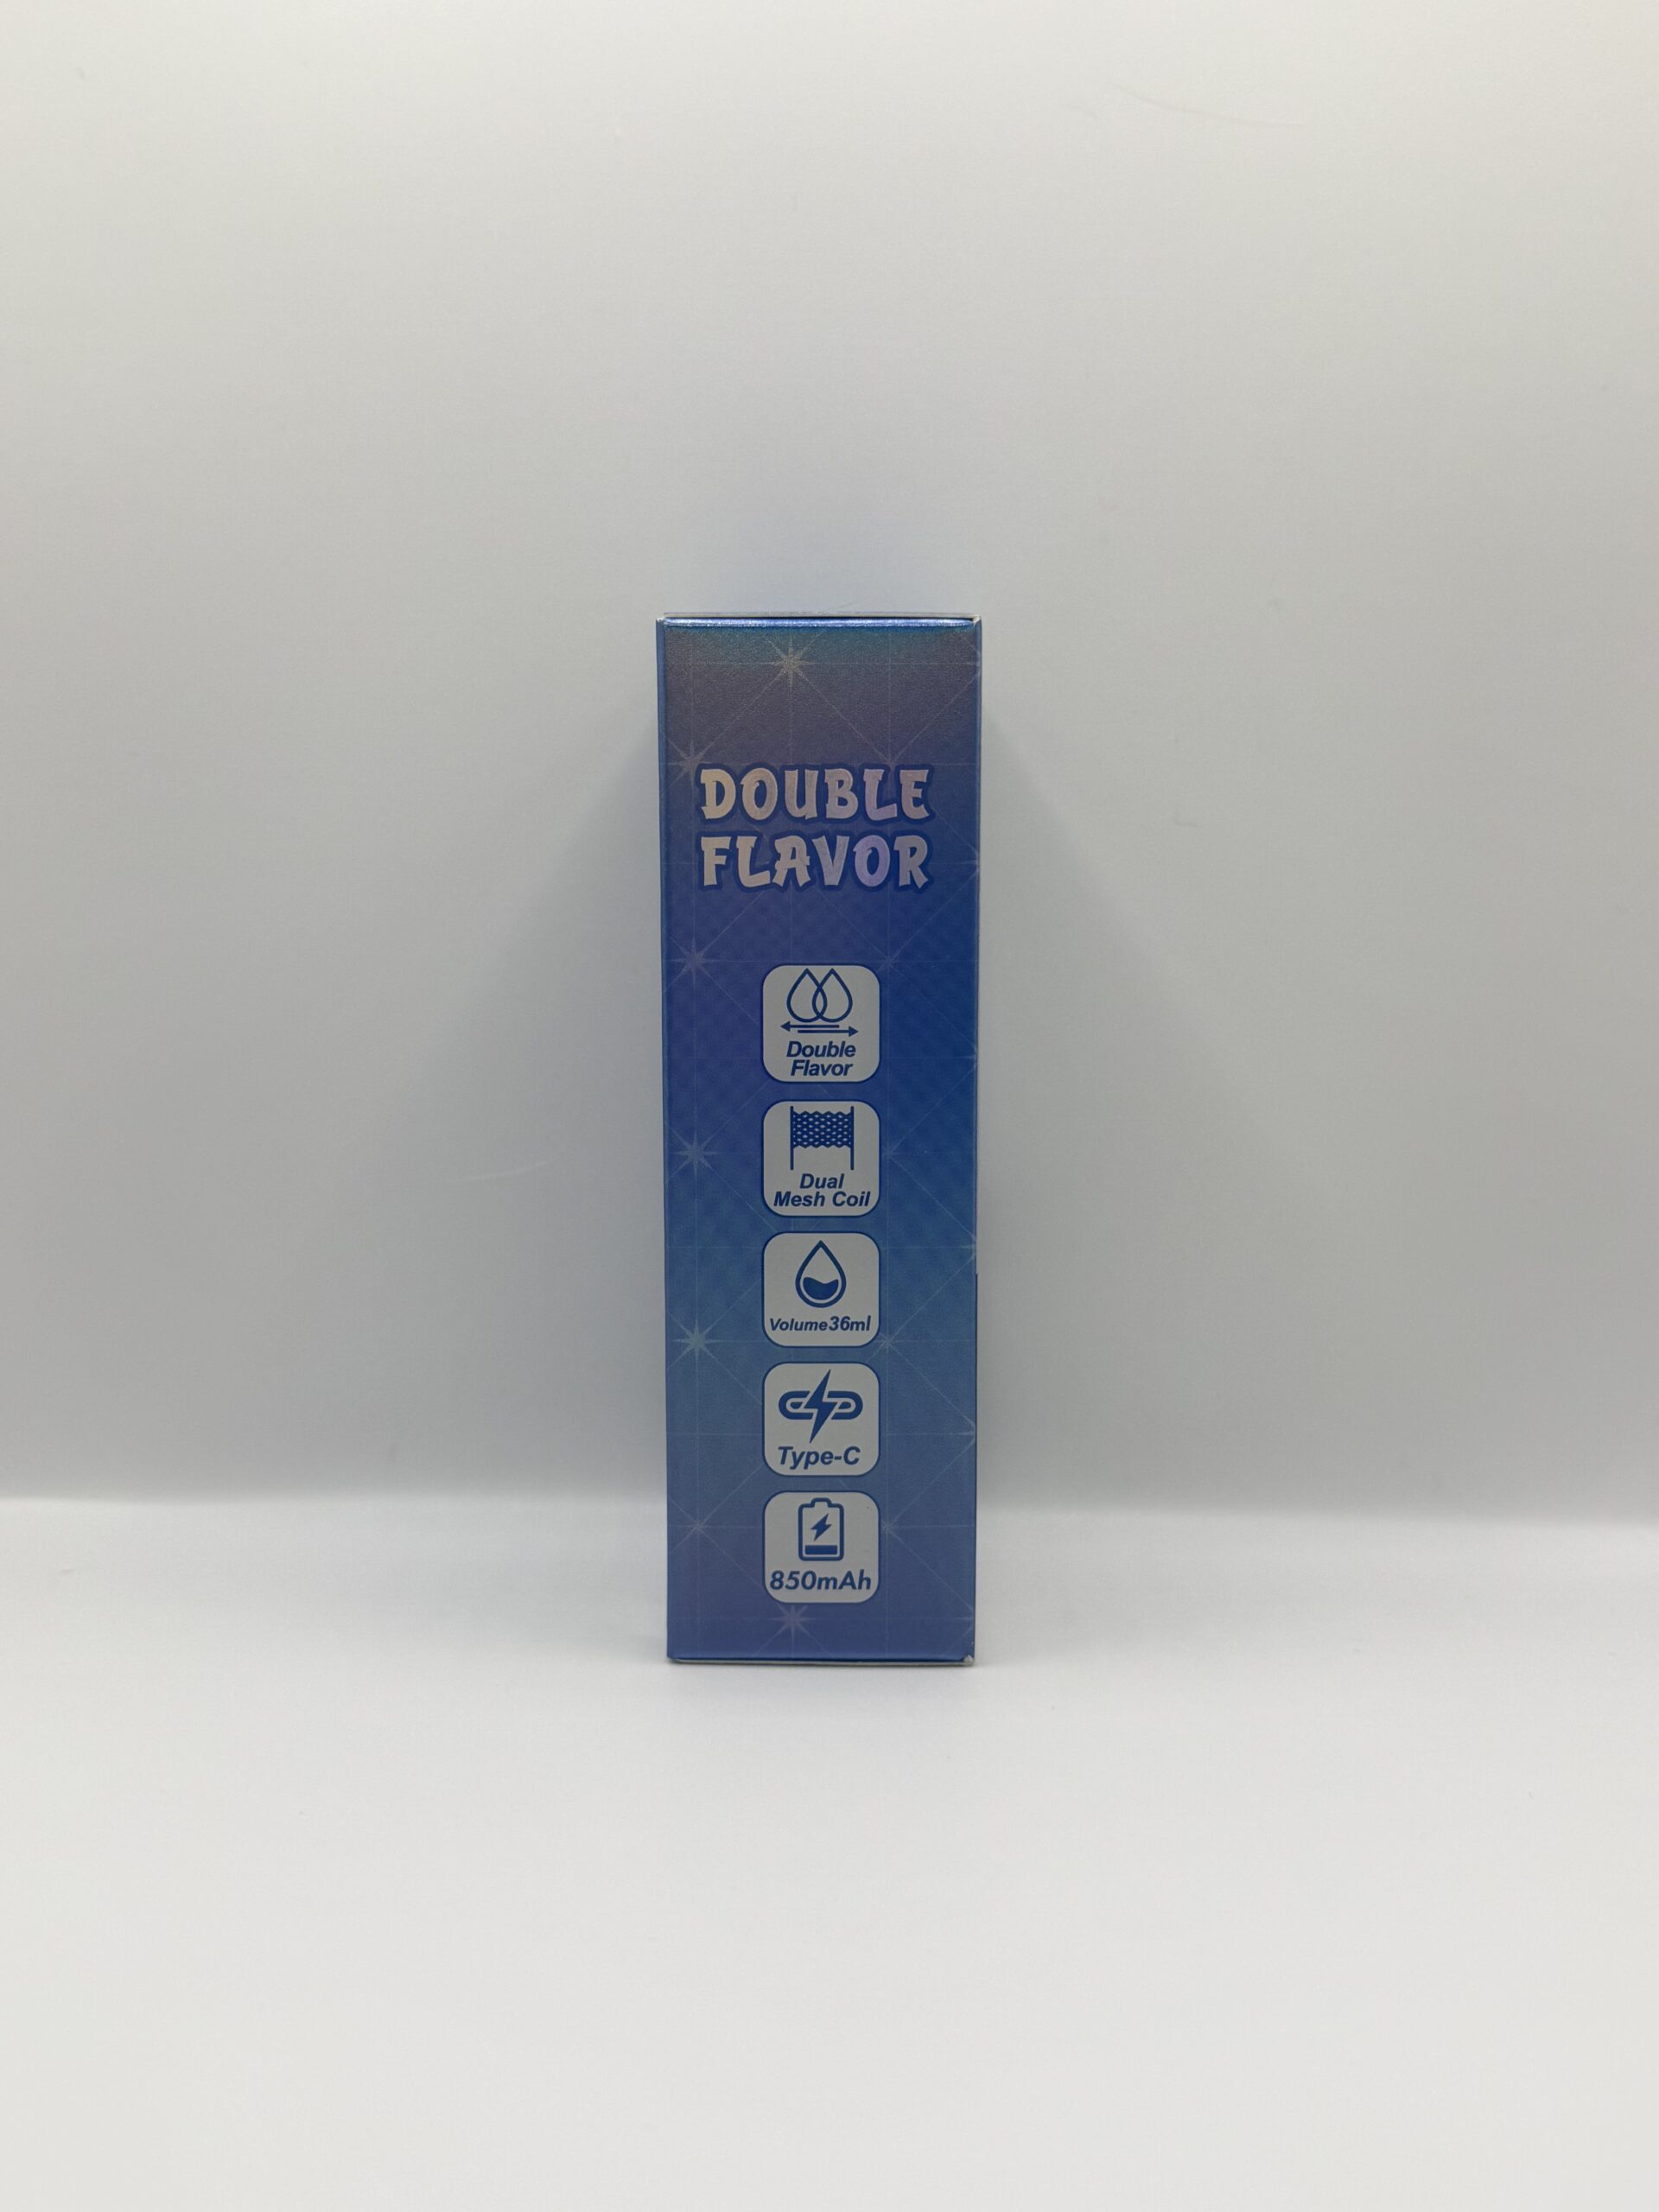 DOUBLE
FLAVOR
Double
Flavor
Dual
Mesh Coil
Volume36ml
Type-C
850mAh